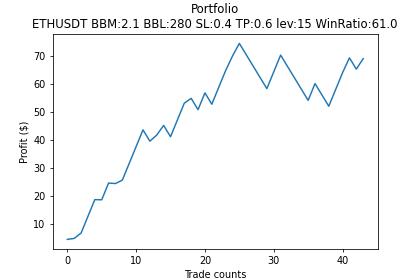 Portfolio
ETHUSDT BBM:2.1 BBL:280 SL:0.4 TP:0.6 lev:15 WinRatio:61.0
Profit ($)
70
60
50
40
30
20
10
0 10 20 30 40
Trade counts